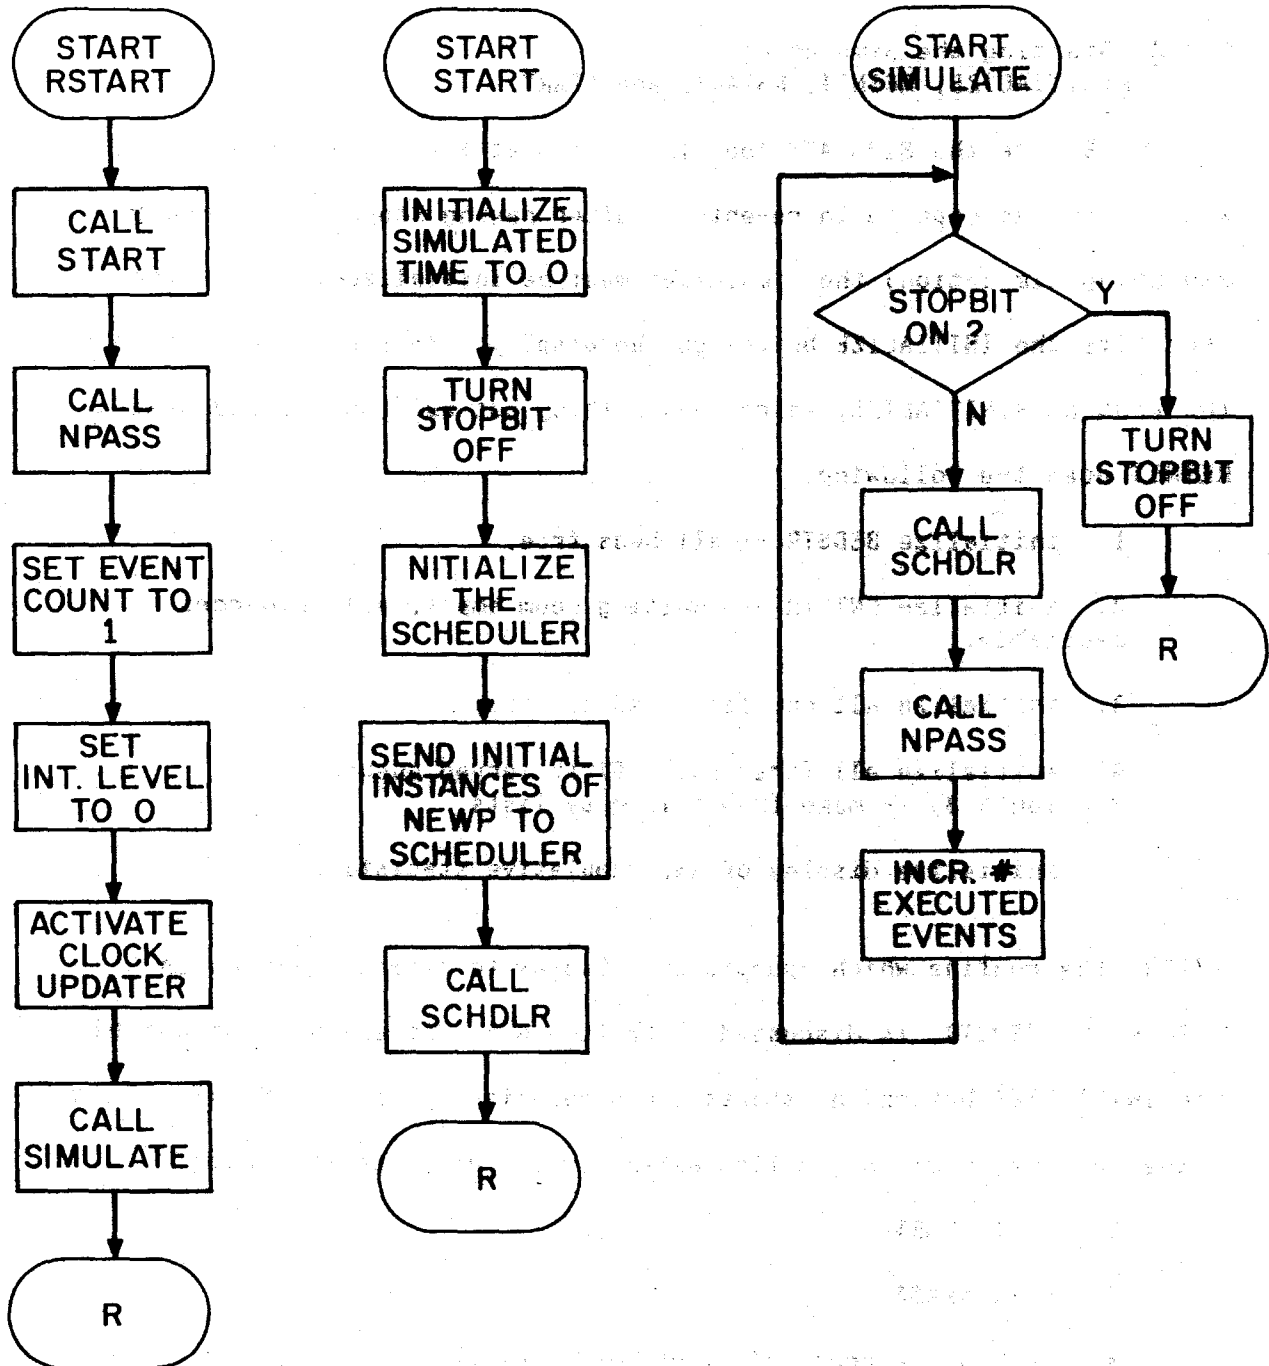 START
RSTART
CALL
START
CALL
NPASS
SET EVENT
COUNT TO
1
SET
INT. LEVEL
TO 0
ACTIVATE
CLOCK
UPDATER
CALL
SIMULATE
R
START
START
INITIALIZE
SIMULATED
TIME TO 0
TURN
STOPBIT
OFF
NITIALIZE
THE
SCHEDULER
SEND INITIAL
INSTANCES OF
NEWP TO
SCHEDULER
CALL
SCHDLR
R
START
SIMULATE
STOPBIT
ON ?
Y
N
TURN
STOPBIT
OFF
R
CALL
SCHDLR
CALL
NPASS
INCR. #
EXECUTED
EVENTS